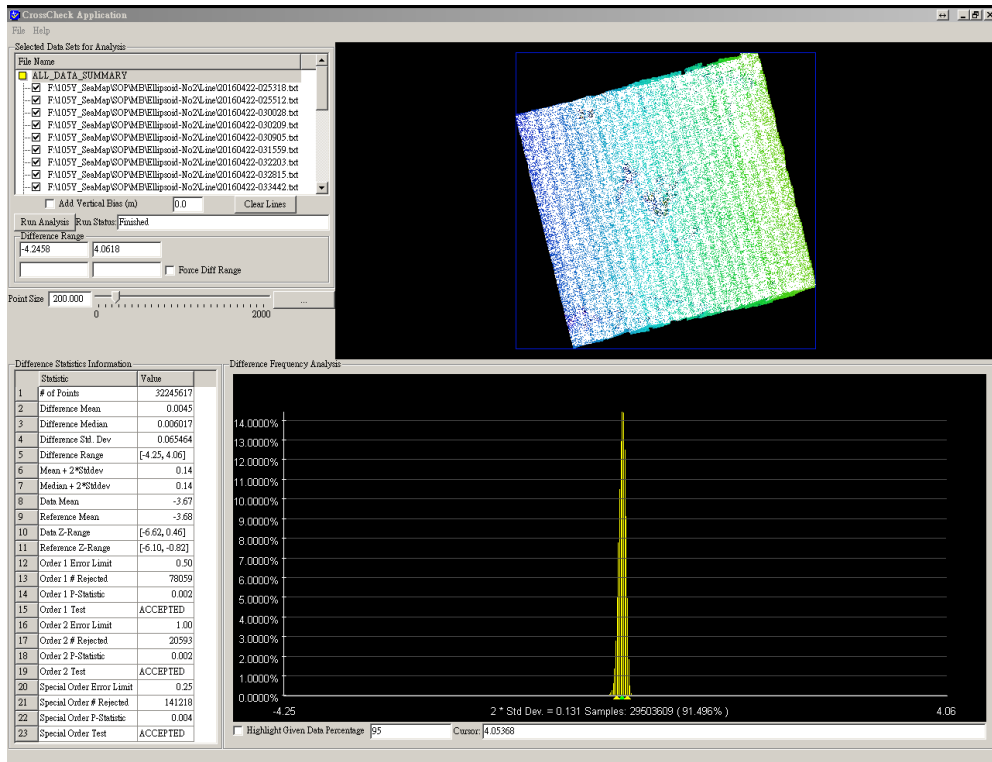 CrossCheck Application
File Help
Selected Data Sets for Analysis
File Name
ALL_DATA_SUMMARY
F:\105Y_SeaMap\SOP\MB\Ellipsoid-No2\Line\20160422-025318.txt
F:\105Y_SeaMap\SOP\MB\Ellipsoid-No2\Line\20160422-025512.txt
F:\105Y_SeaMap\SOP\MB\Ellipsoid-No2\Line\20160422-030028.txt
F:\105Y_SeaMap\SOP\MB\Ellipsoid-No2\Line\20160422-030209.txt
F:\105Y_SeaMap\SOP\MB\Ellipsoid-No2\Line\20160422-030905.txt
F:\105Y_SeaMap\SOP\MB\Ellipsoid-No2\Line\20160422-031559.txt
F:\105Y_SeaMap\SOP\MB\Ellipsoid-No2\Line\20160422-032203.txt
F:\105Y_SeaMap\SOP\MB\Ellipsoid-No2\Line\20160422-032815.txt
F:\105Y_SeaMap\SOP\MB\Ellipsoid-No2\Line\20160422-033442.txt
Add Vertical Bias (m) 0.0 Clear Lines
Run Analysis Run Status: Finished
Difference Range
-4.2458 4.0618
Force Diff Range
Point Size 200.000 ...
0 2000
Difference Statistics Information
Statistic Value
1 # of Points 32245617
2 Difference Mean 0.0045
3 Difference Median 0.006017
4 Difference Std. Dev 0.065464
5 Difference Range [-4.25, 4.06]
6 Mean + 2*Stddev 0.14
7 Median + 2*Stddev 0.14
8 Data Mean -3.67
9 Reference Mean -3.68
10 Data Z-Range [-6.62, 0.46]
11 Reference Z-Range [-6.10, -0.82]
12 Order 1 Error Limit 0.50
13 Order 1 # Rejected 78059
14 Order 1 P-Statistic 0.002
15 Order 1 Test ACCEPTED
16 Order 2 Error Limit 1.00
17 Order 2 # Rejected 20593
18 Order 2 P-Statistic 0.002
19 Order 2 Test ACCEPTED
20 Special Order Error Limit 0.25
21 Special Order # Rejected 141218
22 Special Order P-Statistic 0.004
23 Special Order Test ACCEPTED
Difference Frequency Analysis
14.0000%
13.0000%
12.0000%
11.0000%
10.0000%
9.0000%
8.0000%
7.0000%
6.0000%
5.0000%
4.0000%
3.0000%
2.0000%
1.0000%
0.0000%
-4.25 2 * Std Dev. = 0.131 Samples: 29503609 ( 91.496% ) 4.06
Highlight Given Data Percentage 95 Cursor: 4.05368